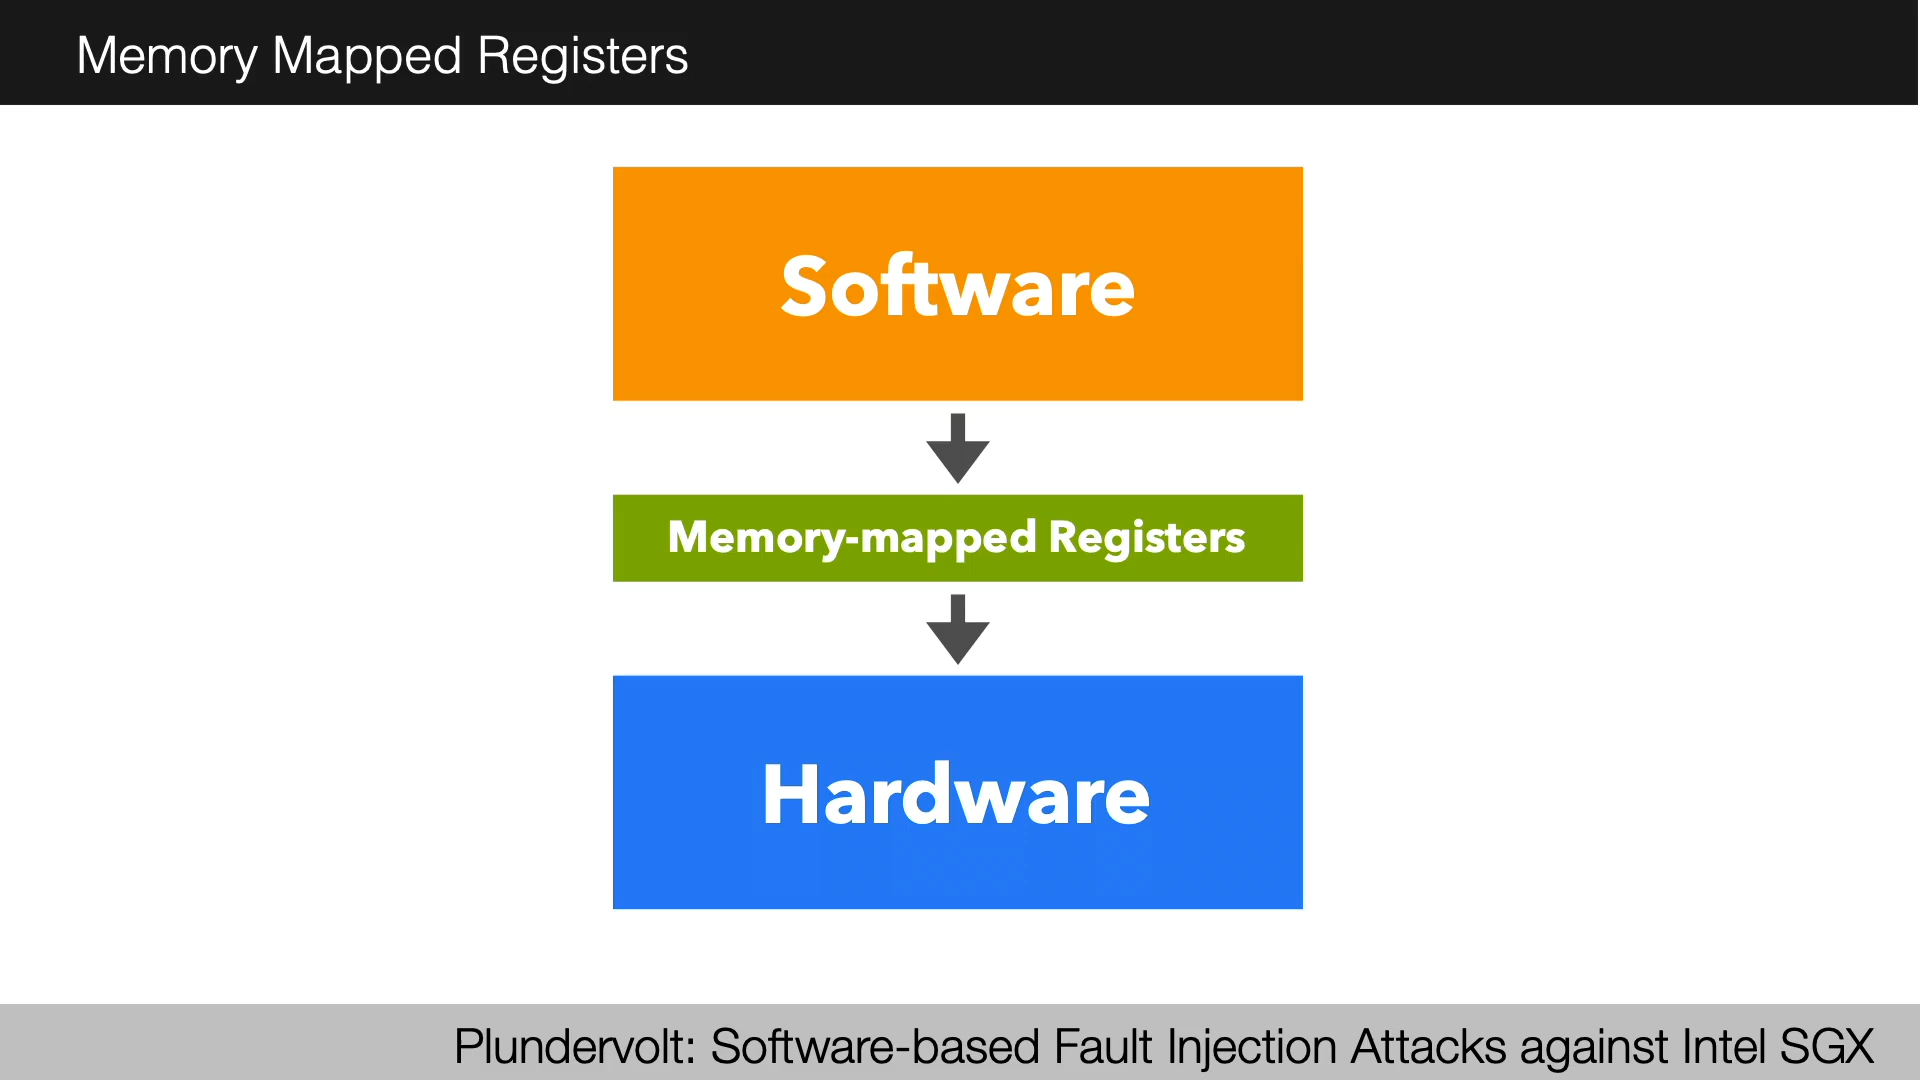 Memory Mapped Registers
Software
Memory-mapped Registers
Hardware
Plundervolt: Software-based Fault Injection Attacks against Intel SGX